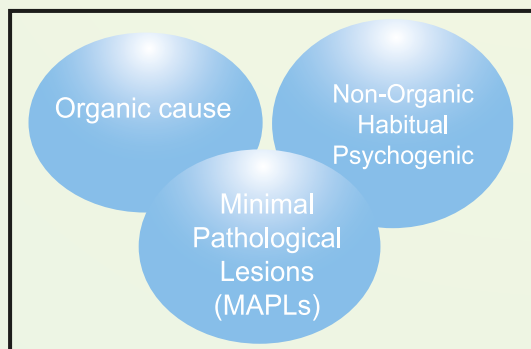 Organic cause
Non-Organic
Habitual
Psychogenic
Minimal
Pathological
Lesions
(MAPLs)